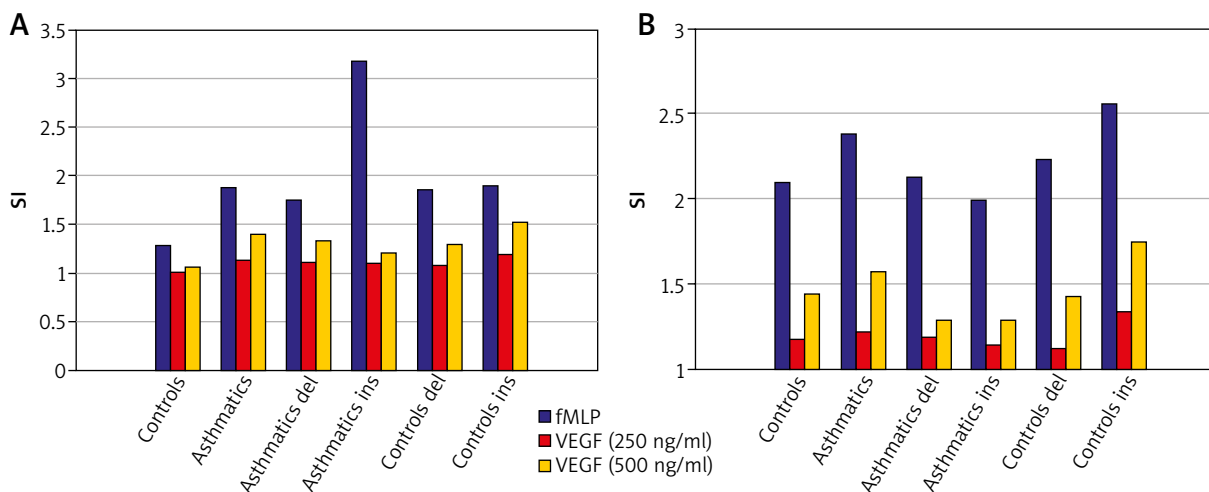 A
3.5
3
2.5
2
1.5
1
0.5
0
SI
Controls
Asthmatics
Asthmatics del
Asthmatics ins
Controls del
Controls ins
B
3
2.5
2
1.5
1
SI
Controls
Asthmatics
Asthmatics del
Asthmatics ins
Controls del
Controls ins
fMLP
VEGF (250 ng/ml)
VEGF (500 ng/ml)